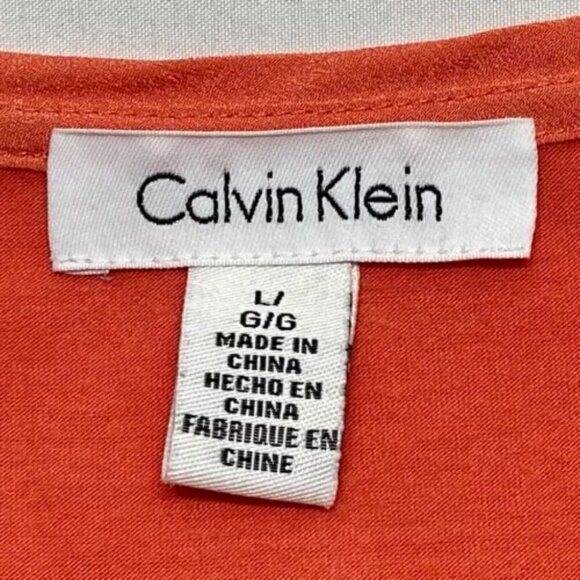 Calvin Klein
L/
G/G
MADE IN
CHINA
HECHO EN
CHINA
FABRIQUE EN
CHINE